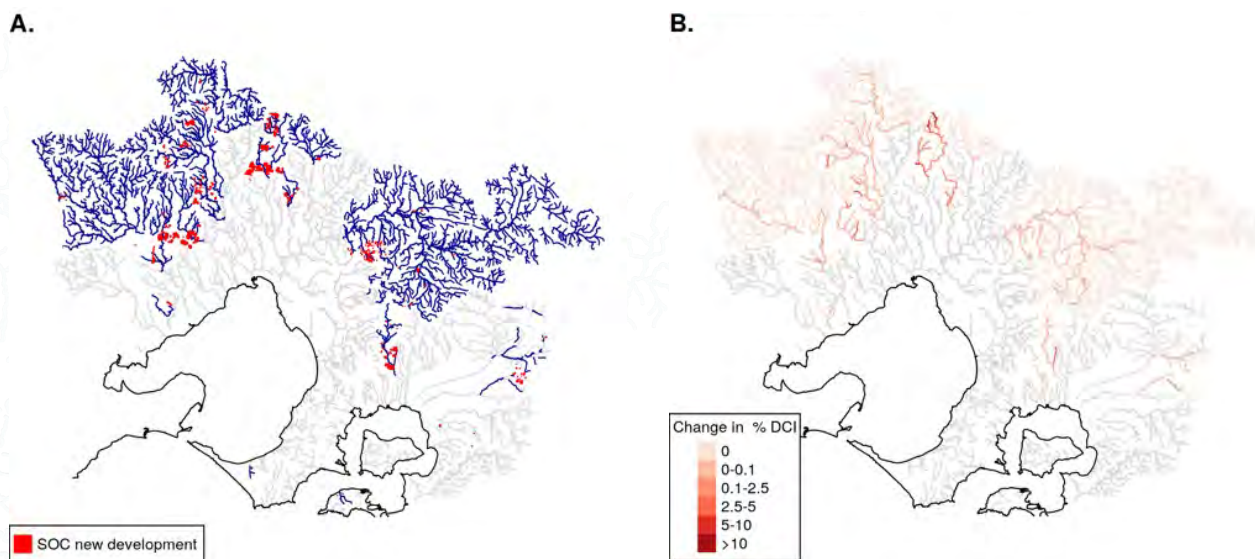 A.
B.
SOC new development
Change in % DCI
0
0-0.1
0.1-2.5
2.5-5
5-10
>10